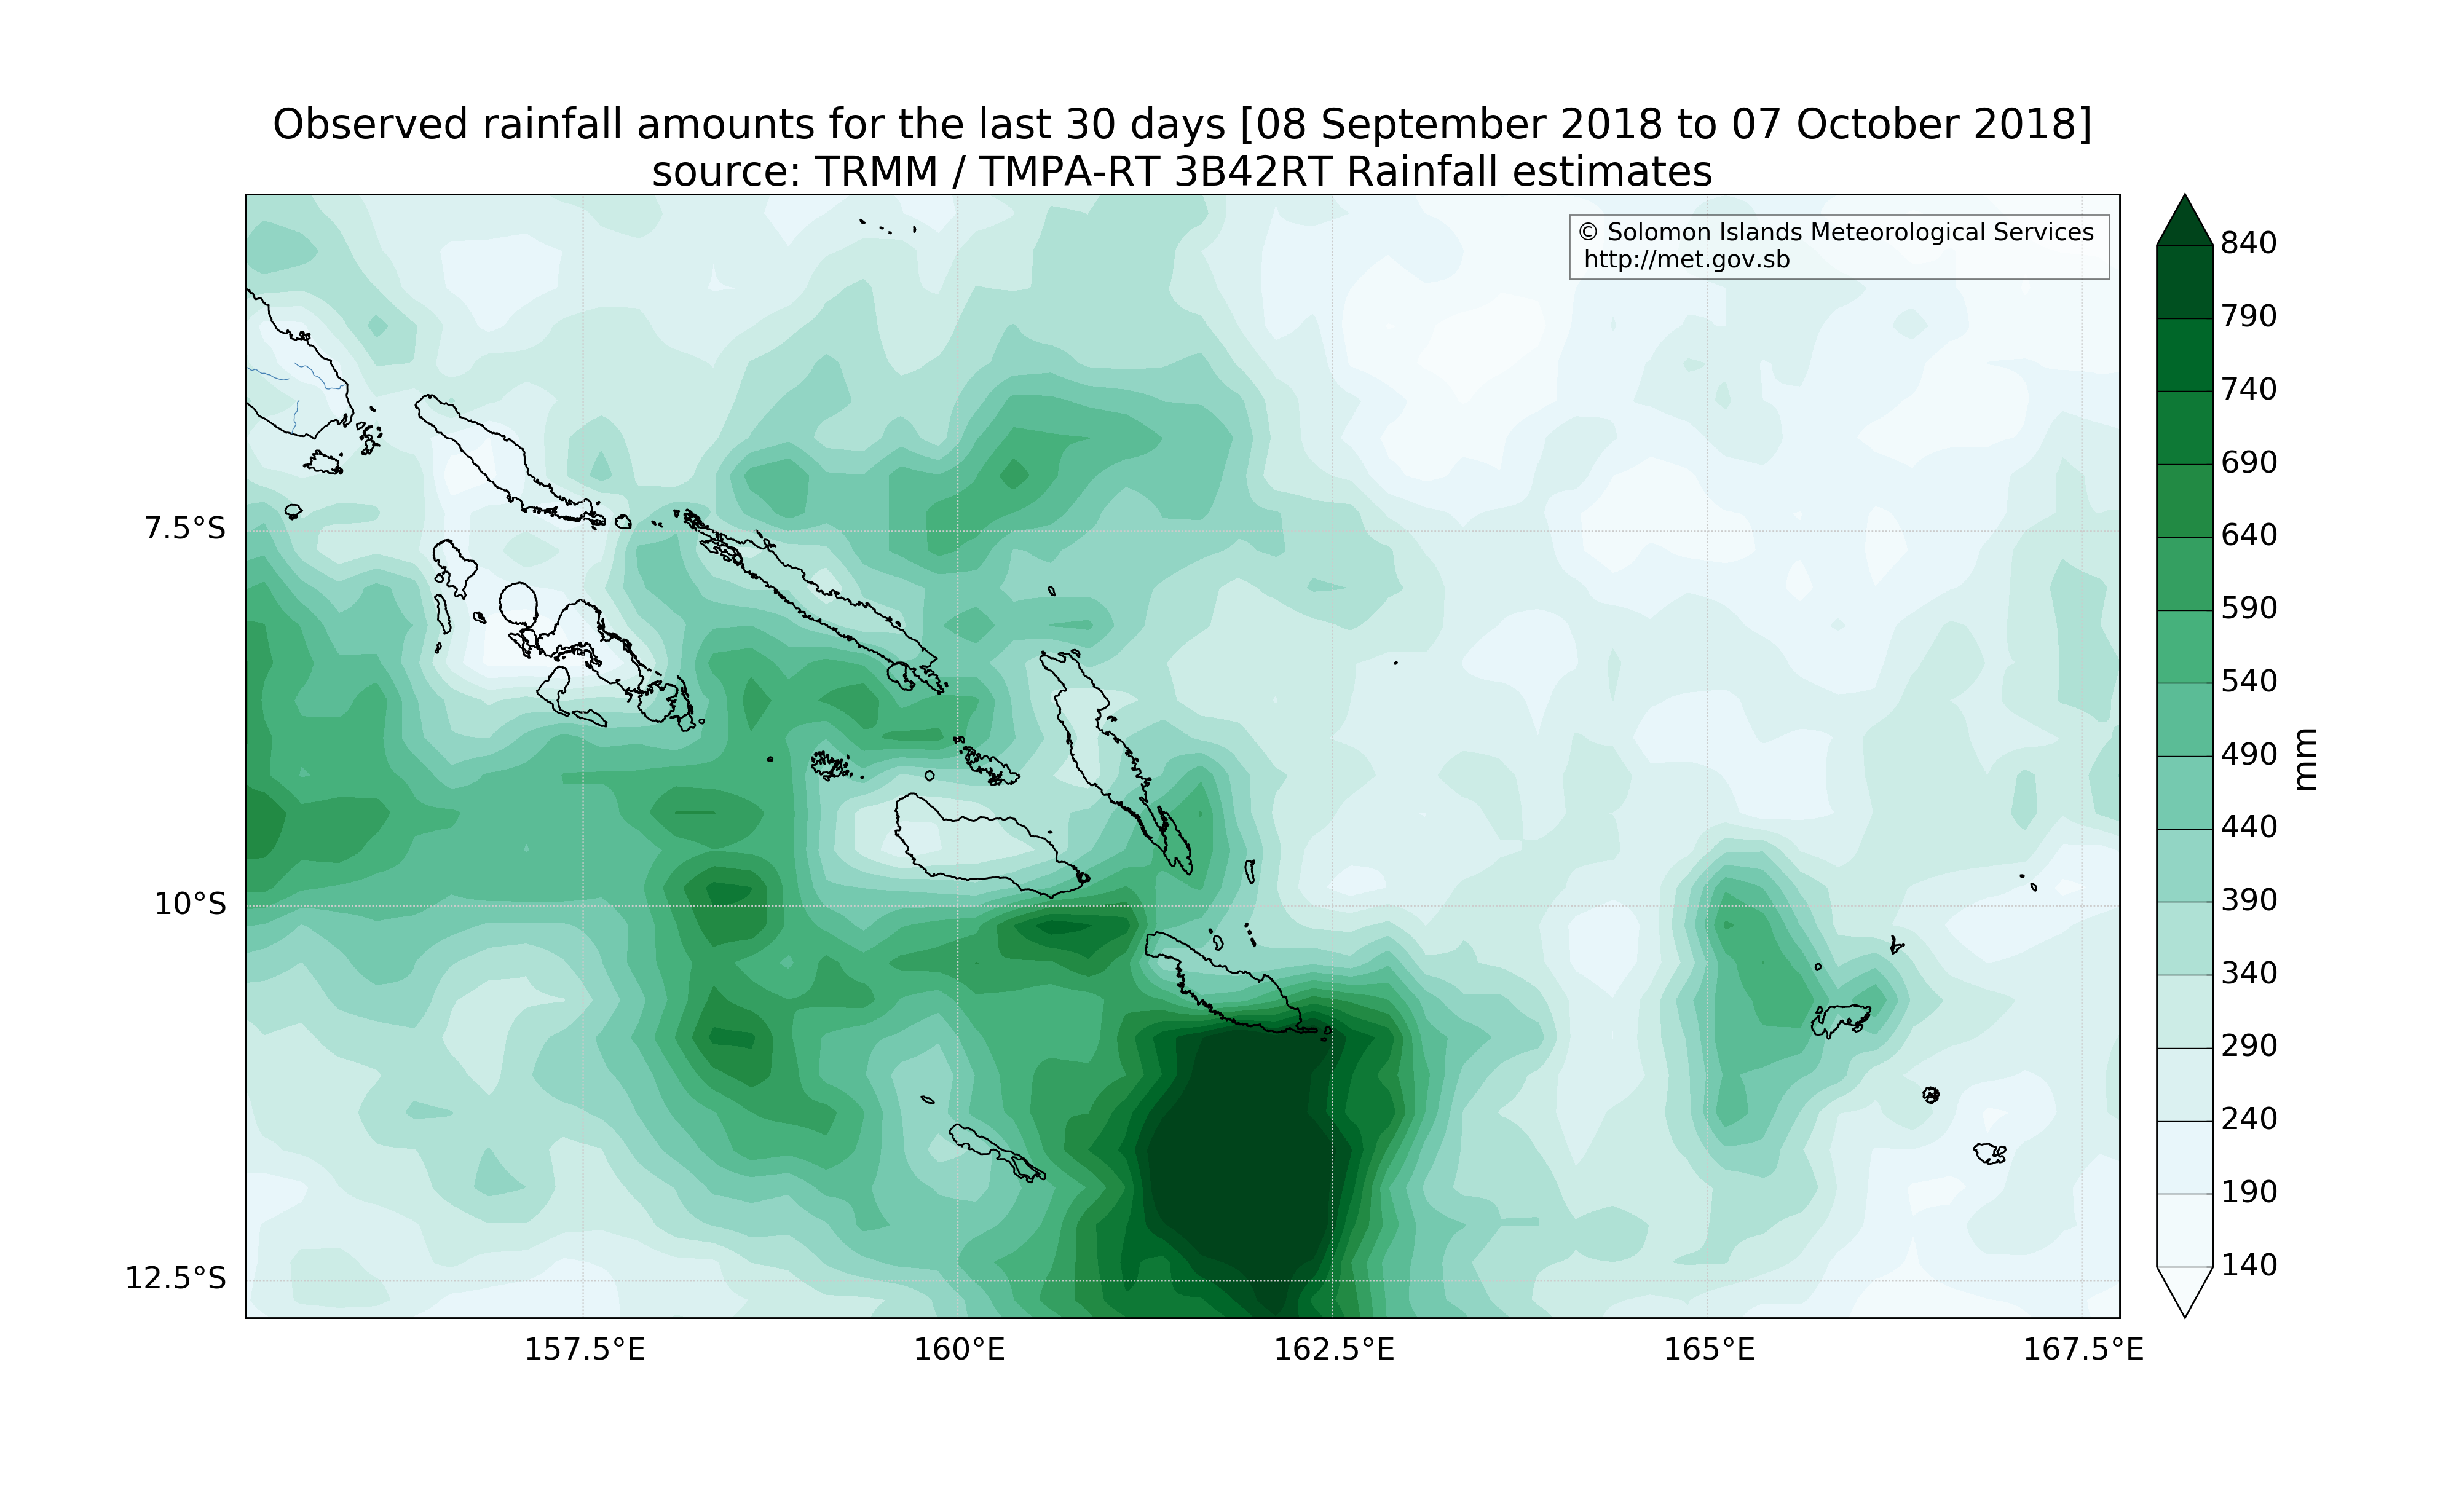 Observed rainfall amounts for the last 30 days [08 September 2018 to 07 October 2018]
source: TRMM / TMPA-RT 3B42RT Rainfall estimates
© Solomon Islands Meteorological Services
http://met.gov.sb
7.5°S
10°S
12.5°S
157.5°E
160°E
162.5°E
165°E
167.5°E
840
790
740
690
640
590
540
490
440
390
340
290
240
190
140
mm